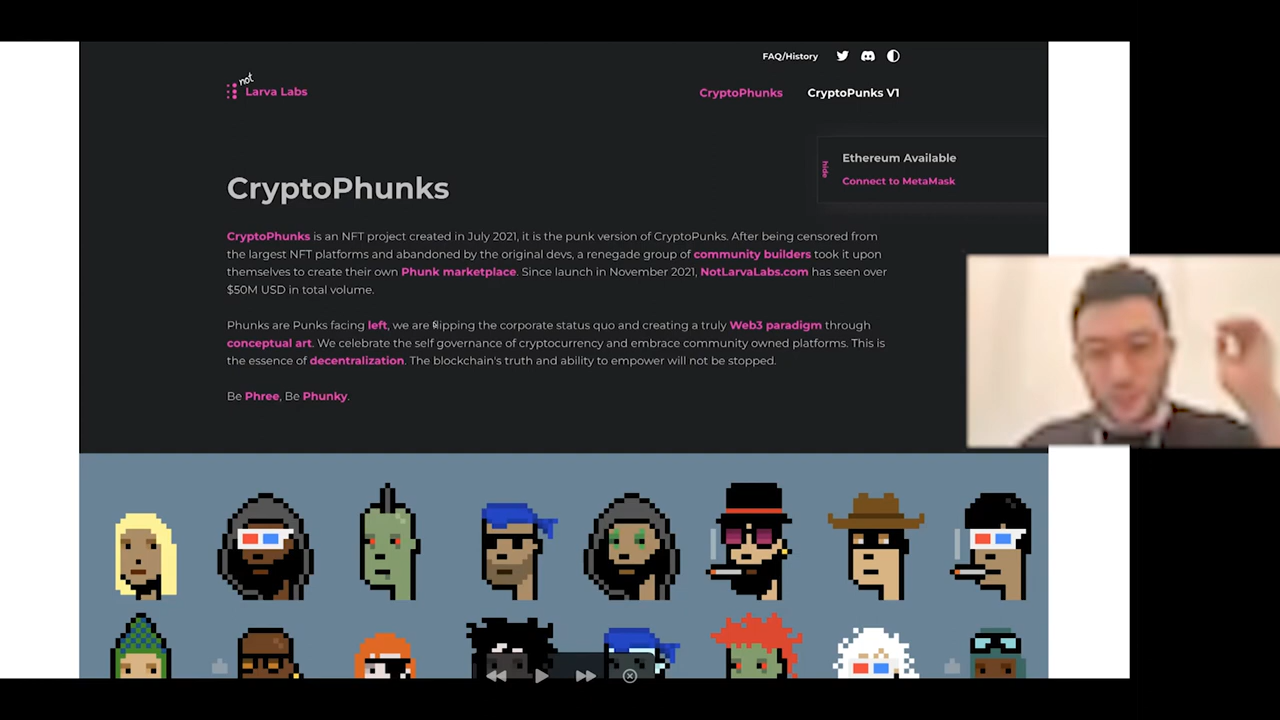 FAQ/History
not
Larva Labs
CryptoPhunks CryptoPunks V1
hide
Ethereum Available
Connect to MetaMask
CryptoPhunks
CryptoPhunks is an NFT project created in July 2021, it is the punk version of CryptoPunks. After being censored from
the largest NFT platforms and abandoned by the original devs, a renegade group of community builders took it upon
themselves to create their own Phunk marketplace. Since launch in November 2021, NotLarvaLabs.com has seen over
$50M USD in total volume.
Phunks are Punks facing left, we are flipping the corporate status quo and creating a truly Web3 paradigm through
conceptual art. We celebrate the self governance of cryptocurrency and embrace community owned platforms. This is
the essence of decentralization. The blockchain's truth and ability to empower will not be stopped.
Be Phree, Be Phunky.